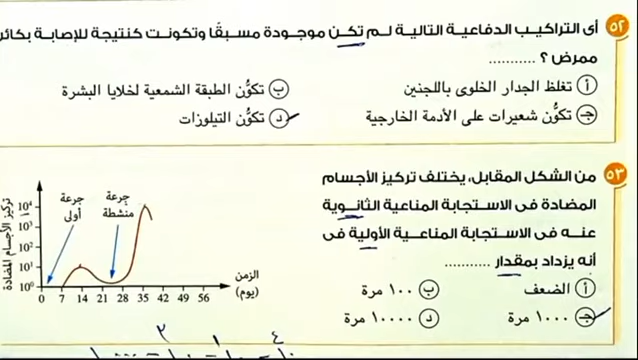 ٥٢ أى التراكيب الدفاعية التالية لم تكن موجودة مسبقًا وتكونت كنتيجة للإصابة بكائن
ممرض ؟ ............
أ تغلظ الجدار الخلوى باللجنين
ب تكوُّن الطبقة الشمعية لخلايا البشرة
جـ تكوُّن شعيرات على الأدمة الخارجية
د تكوُّن التيلوزات
٥٣ من الشكل المقابل، يختلف تركيز الأجسام
المضادة فى الاستجابة المناعية الثانوية
عنه فى الاستجابة المناعية الأولية فى
أنه يزداد بمقدار ............
أ الضعف
ب ١٠٠ مرة
جـ ١٠٠٠ مرة
د ١٠٠٠٠ مرة
تركيز الأجسام المضادة
جرعة أولى
جرعة منشطة
10⁴
10³
10²
10¹
10⁰
0 7 14 21 28 35 42 49 56
الزمن
(يوم)